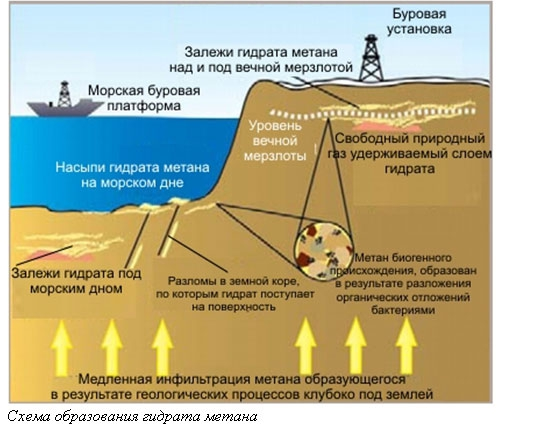 Буровая
установка
Залежи гидрата метана
над и под вечной мерзлотой
Морская буровая
платформа
Уровень
вечной
мерзлоты
Свободный природный
газ удерживаемый слоем
гидрата
Насыпи гидрата метана
на морском дне
Залежи гидрата под
морским дном
Разломы в земной коре,
по которым гидрат поступает
на поверхность
Метан биогенного
происхождения, образован
в результате разложения
органических отложений
бактериями
Медленная инфильтрация метана образующегося
в результате геологических процессов клубоко под землей
Схема образования гидрата метана